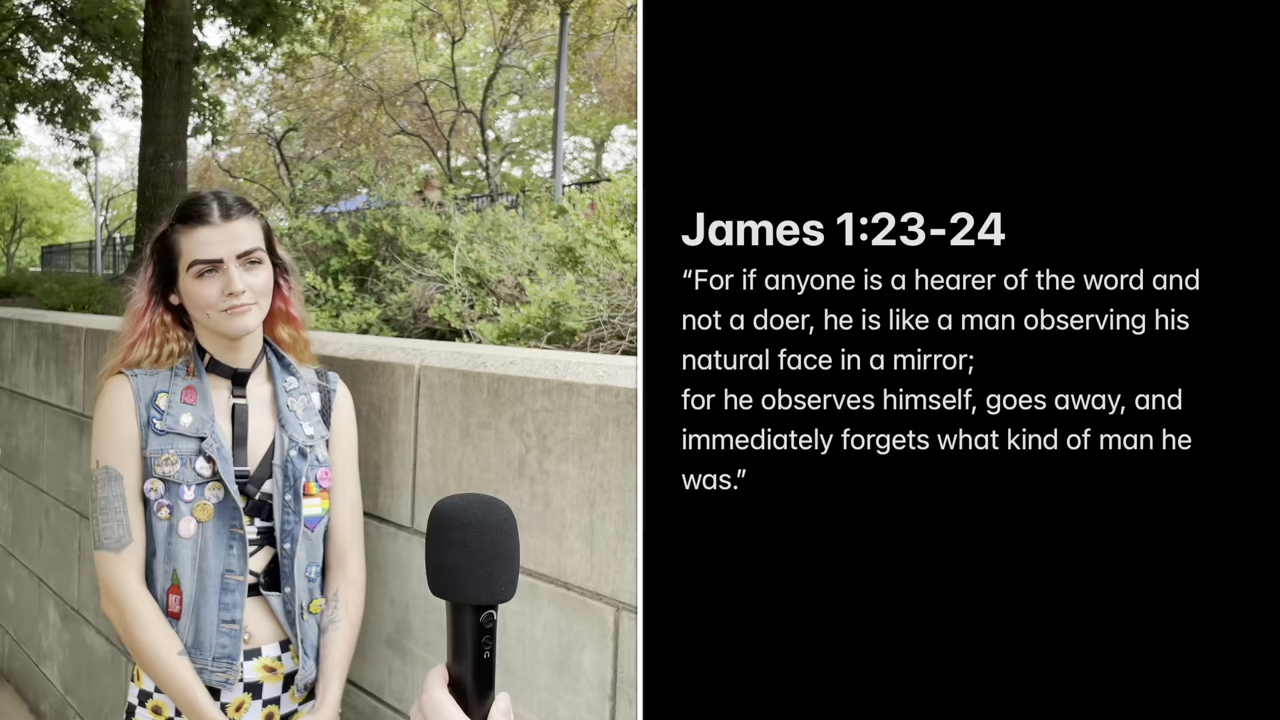 James 1:23-24
“For if anyone is a hearer of the word and
not a doer, he is like a man observing his
natural face in a mirror;
for he observes himself, goes away, and
immediately forgets what kind of man he
was.”